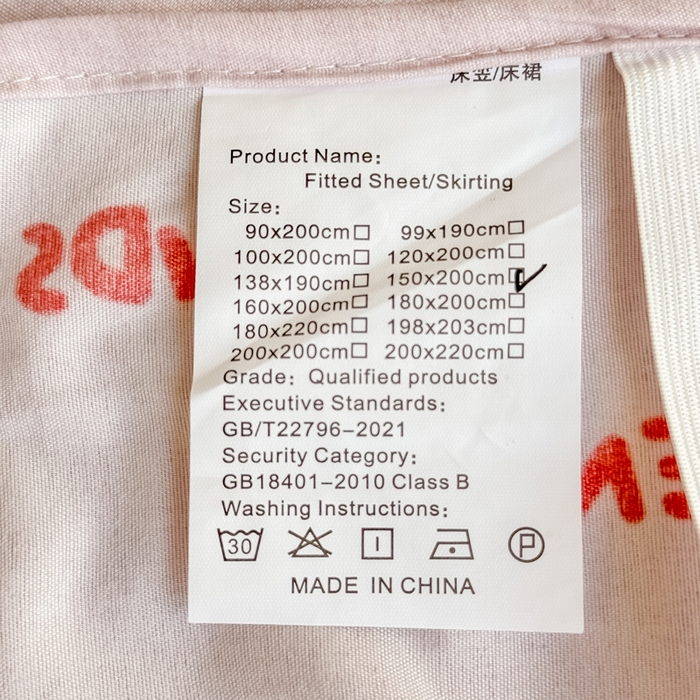 床笠/床裙
Product Name:
Fitted Sheet/Skirting
Size:
90x200cm□ 99x190cm□
100x200cm□ 120x200cm□
138x190cm□ 150x200cm☑
160x200cm□ 180x200cm□
180x220cm□ 198x203cm□
200x200cm□ 200x220cm□
Grade: Qualified products
Executive Standards:
GB/T22796-2021
Security Category:
GB18401-2010 Class B
Washing Instructions:
30 P
MADE IN CHINA